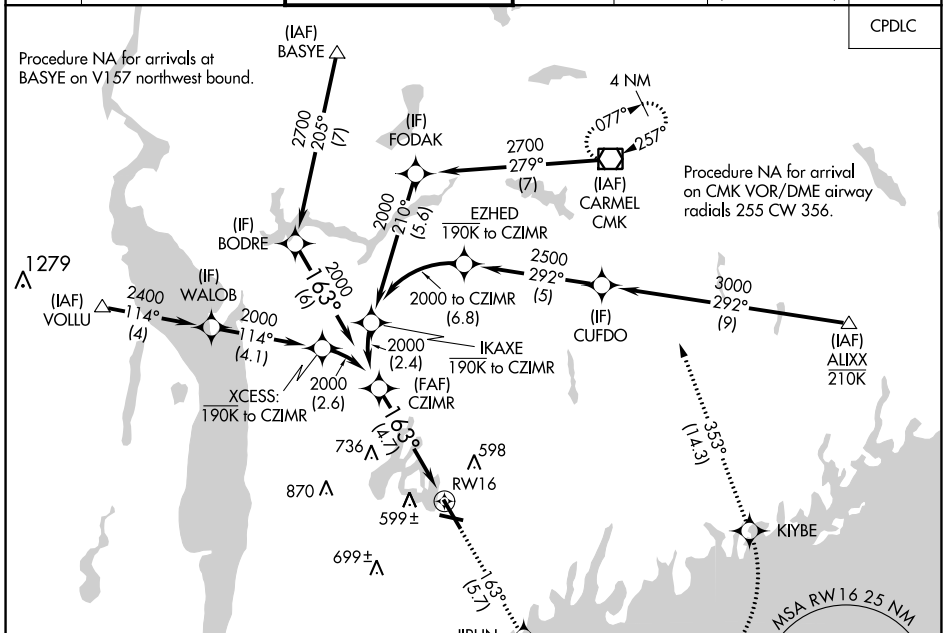 CPDLC
Procedure NA for arrivals at
BASYE on V157 northwest bound.
(IAF)
BASYE
2700
205°
(7)
4 NM
077°
257°
(IF)
FODAK
2700
279°
(7)
(IAF)
CARMEL
CMK
Procedure NA for arrival
on CMK VOR/DME airway
radials 255 CW 356.
2000
210°
(5.6)
(IF)
BODRE
EZHED
190K to CZIMR
2500
292°
(5)
3000
292°
(9)
1279
(IAF)
VOLLU
2400
114°
(4)
(IF)
WALOB
2000
114°
(4.1)
2000
163°
(6)
2000 to CZIMR
(6.8)
(IF)
CUFDO
(IAF)
ALIXX
210K
2000
(2.4)
IKAXE
190K to CZIMR
XCESS:
190K to CZIMR
2000
(2.6)
(FAF)
CZIMR
163°
(4.7)
353°
(14.3)
736
598
870
599±
RW16
KIYBE
699±
163°
(5.7)
MSA RW16 25 NM